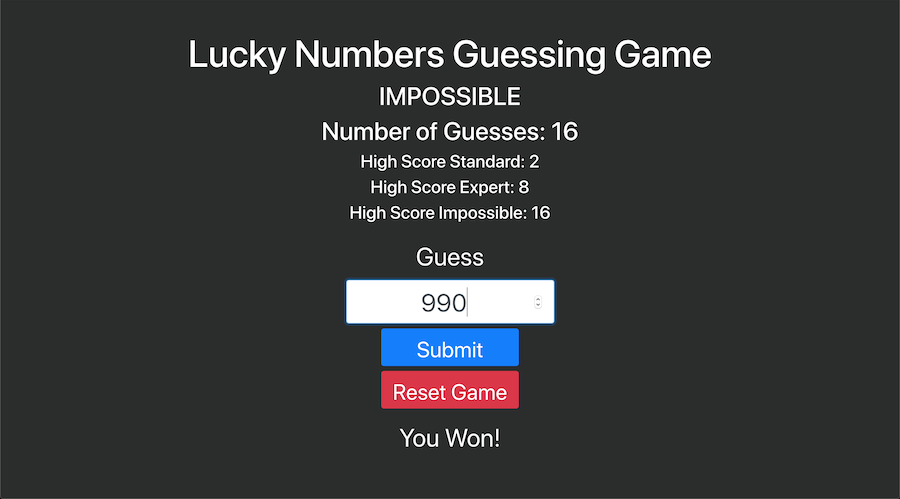 Lucky Numbers Guessing Game
IMPOSSIBLE
Number of Guesses: 16
High Score Standard: 2
High Score Expert: 8
High Score Impossible: 16
Guess
990
Submit
Reset Game
You Won!